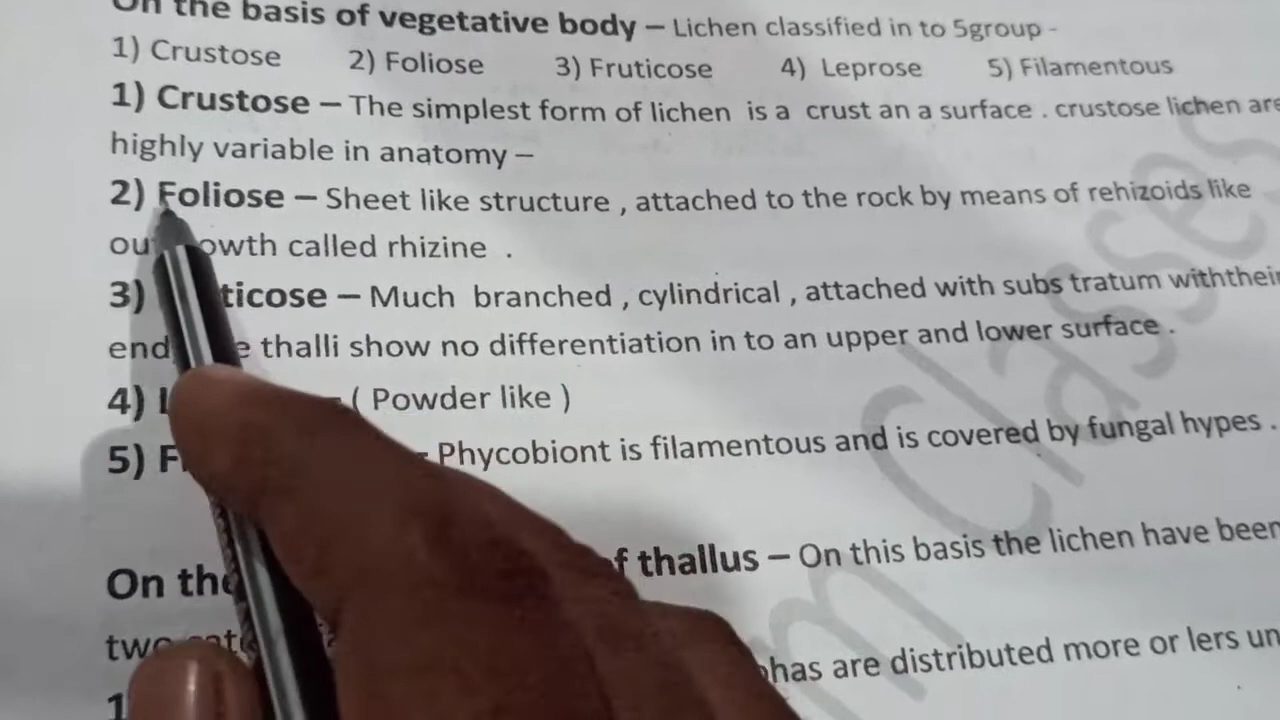 On the basis of vegetative body – Lichen classified in to 5group -
1) Crustose 2) Foliose 3) Fruticose 4) Leprose 5) Filamentous
1) Crustose – The simplest form of lichen is a crust an a surface . crustose lichen are
highly variable in anatomy –
2) Foliose – Sheet like structure , attached to the rock by means of rehizoids like
ou owth called rhizine .
3) ticose – Much branched , cylindrical , attached with subs tratum withtheir
end e thalli show no differentiation in to an upper and lower surface .
4) L – ( Powder like )
5) F – Phycobiont is filamentous and is covered by fungal hypes .
On the f thallus – On this basis the lichen have been
two has are distributed more or lers un
1
Classes